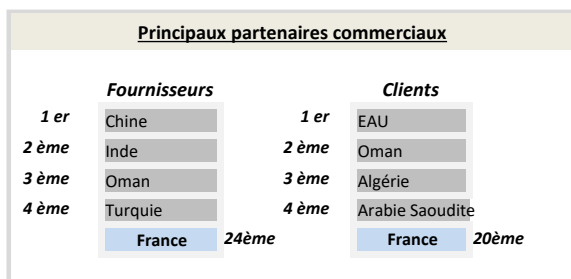 Principaux partenaires commerciaux
Fournisseurs Clients
1 er Chine 1 er EAU
2 ème Inde 2 ème Oman
3 ème Oman 3 ème Algérie
4 ème Turquie 4 ème Arabie Saoudite
France 24ème France 20ème